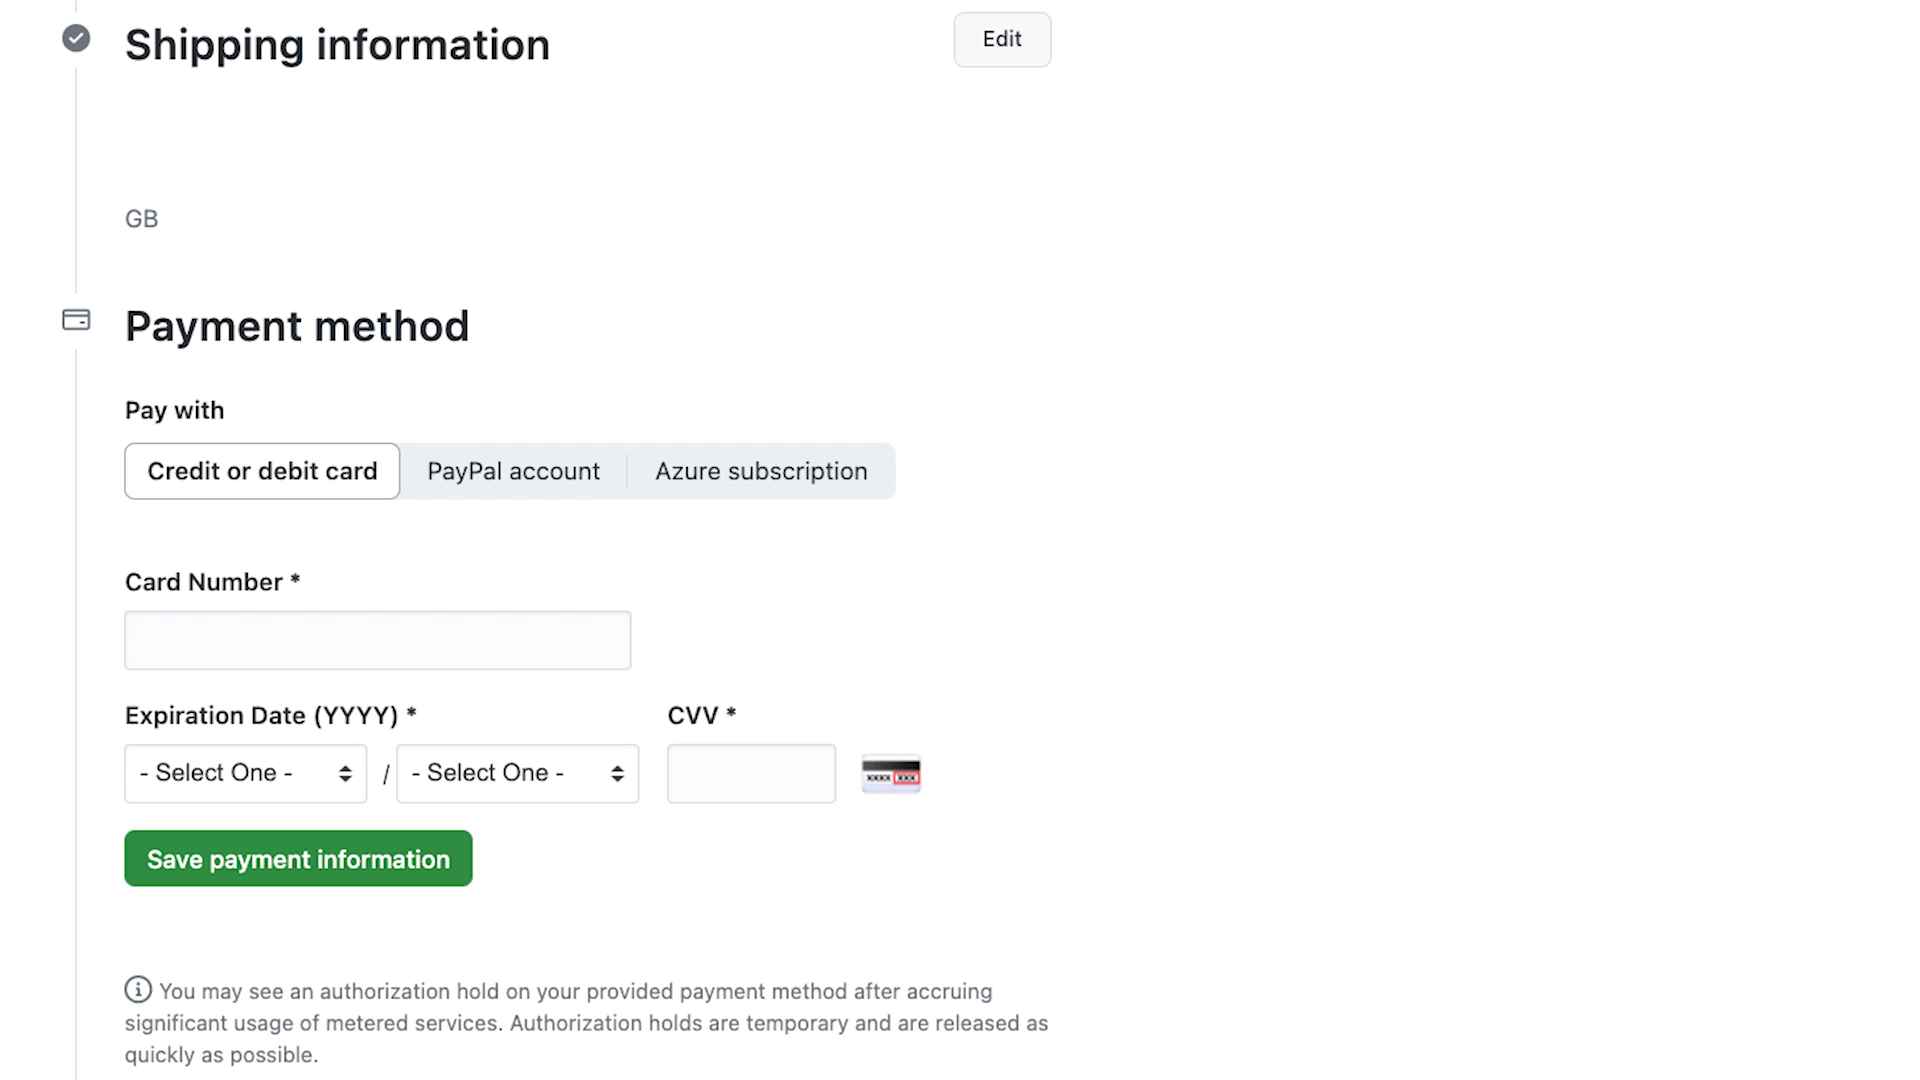 Shipping information
Edit
GB
Payment method
Pay with
Credit or debit card
PayPal account
Azure subscription
Card Number *
Expiration Date (YYYY) *
CVV *
- Select One -
/
- Select One -
XXXX XXX
Save payment information
You may see an authorization hold on your provided payment method after accruing
significant usage of metered services. Authorization holds are temporary and are released as
quickly as possible.